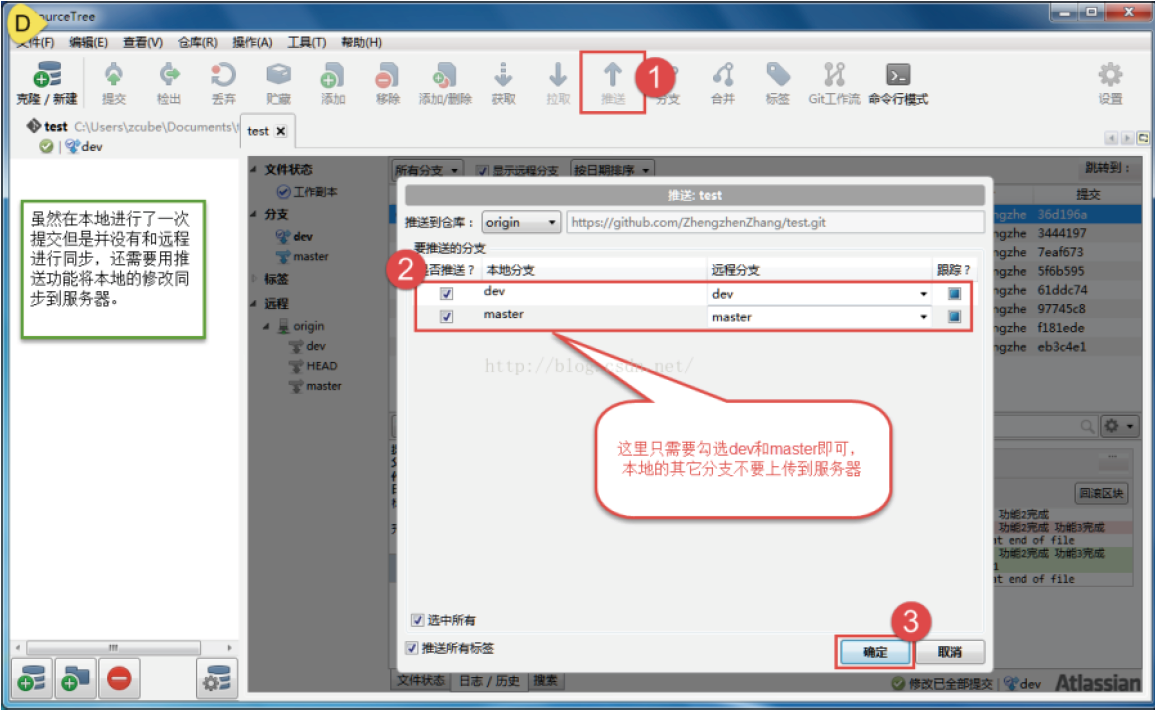 D
ourceTree
文件(F) 编辑(E) 查看(V) 仓库(R) 操作(A) 工具(T) 帮助(H)
克隆 / 新建 提交 检出 丢弃 贮藏 添加 移除 添加/删除 获取 拉取 推送 1 分支 合并 标签 Git工作流 命令行模式 设置
test C:\Users\zcube\Documents\
dev
test
文件状态
工作副本
分支
dev
master
标签
远程
origin
dev
HEAD
master
虽然在本地进行了一次
提交但是并没有和远程
进行同步，还需要用推
送功能将本地的修改同
步到服务器。
所有分支 显示远程分支 按日期排序 跳转到：
提交
ngzhe 36d196a
ngzhe 3444197
ngzhe 7eaf673
ngzhe 5f6b595
ngzhe 61ddc74
ngzhe 97745c8
ngzhe f181ede
ngzhe eb3c4e1
推送: test
推送到仓库： origin https://github.com/ZhengzhenZhang/test.git
要推送的分支
2
是否推送？ 本地分支 远程分支 跟踪？
dev dev
master master
http://blog.csdn.net/
这里只需要勾选dev和master即可，
本地的其它分支不要上传到服务器
回滚区块
功能2完成
功能2完成 功能3完成
t end of file
功能2完成 功能3完成
1
t end of file
选中所有
推送所有标签
3
确定 取消
文件状态 日志 / 历史 搜索
修改已全部提交 dev Atlassian